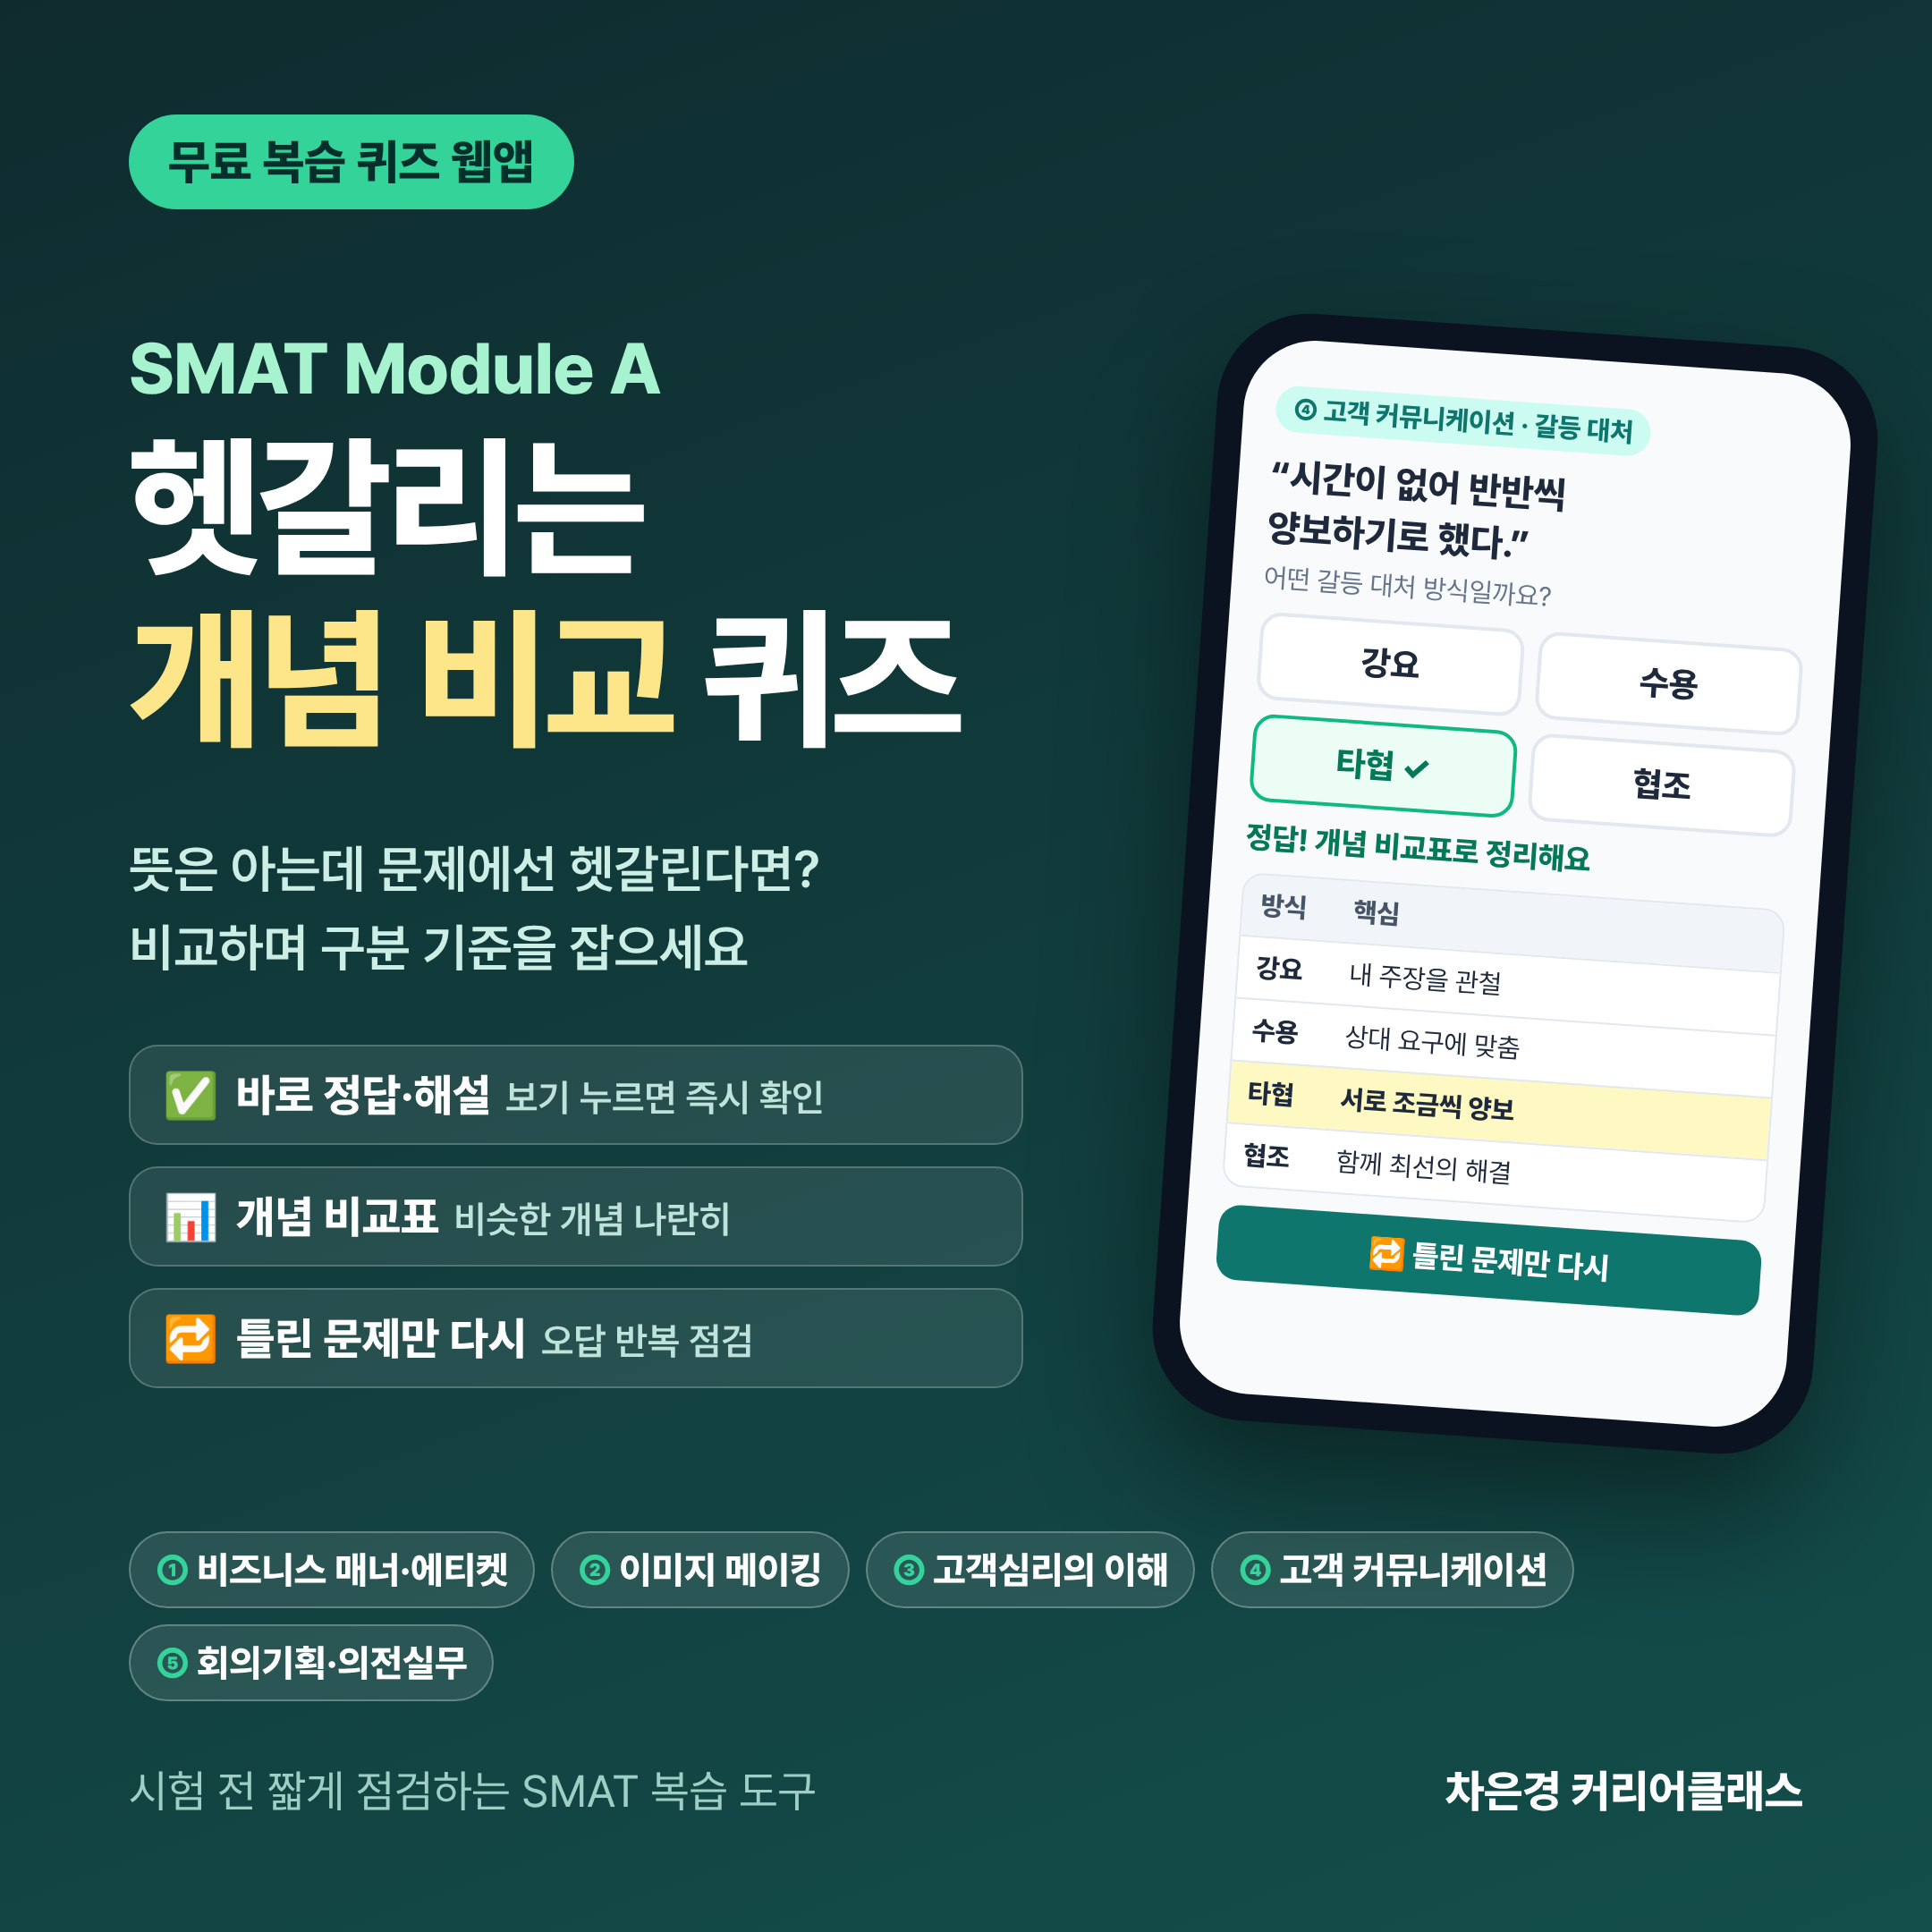 무료 복습 퀴즈 웹앱
SMAT Module A
헷갈리는
개념 비교 퀴즈
뜻은 아는데 문제에선 헷갈린다면?
비교하며 구분 기준을 잡으세요
✅ 바로 정답·해설 보기 누르면 즉시 확인
📊 개념 비교표 비슷한 개념 나란히
🔁 틀린 문제만 다시 오답 반복 점검
④ 고객 커뮤니케이션 · 갈등 대처
“시간이 없어 반반씩
양보하기로 했다.”
어떤 갈등 대처 방식일까요?
강요 수용
타협 ✓ 협조
정답! 개념 비교표로 정리해요
방식 핵심
강요 내 주장을 관철
수용 상대 요구에 맞춤
타협 서로 조금씩 양보
협조 함께 최선의 해결
🔁 틀린 문제만 다시
① 비즈니스 매너·에티켓 ② 이미지 메이킹 ③ 고객심리의 이해 ④ 고객 커뮤니케이션
⑤ 회의기획·의전실무
시험 전 짧게 점검하는 SMAT 복습 도구
차은경 커리어클래스